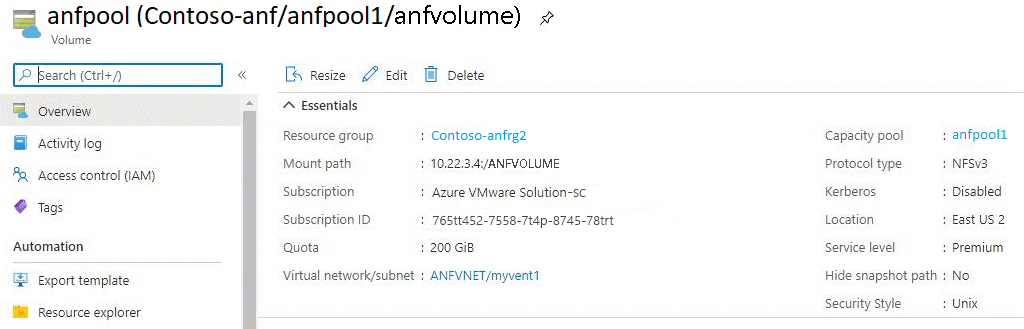 anfpool (Contoso-anf/anfpool1/anfvolume)
Volume
Search (Ctrl+/)
«
Overview
Activity log
Access control (IAM)
Tags
Automation
Export template
Resource explorer
Resize Edit Delete
Essentials
Resource group : Contoso-anfrg2
Mount path : 10.22.3.4:/ANFVOLUME
Subscription : Azure VMware Solution-SC
Subscription ID : 765tt452-7558-7t4p-8745-78trt
Quota : 200 GiB
Virtual network/subnet : ANFVNET/myvent1
Capacity pool : anfpool1
Protocol type : NFSv3
Kerberos : Disabled
Location : East US 2
Service level : Premium
Hide snapshot path : No
Security Style : Unix